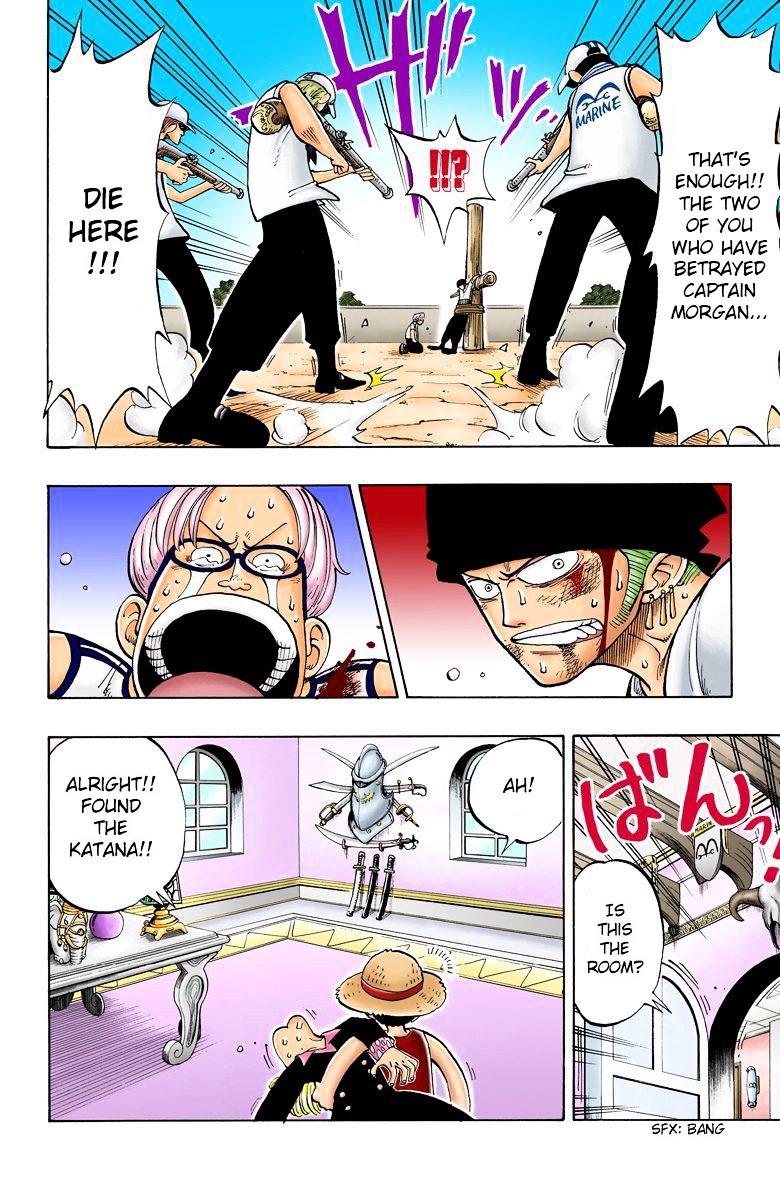 THAT'S
ENOUGH!!
THE TWO
OF YOU
WHO HAVE
BETRAYED
CAPTAIN
MORGAN...
MARINE
!!?
DIE
HERE
!!!
ばんっ!
MARIN
IS
THIS
THE
ROOM?
SFX: BANG
AH!
ALRIGHT!!
FOUND
THE
KATANA!!